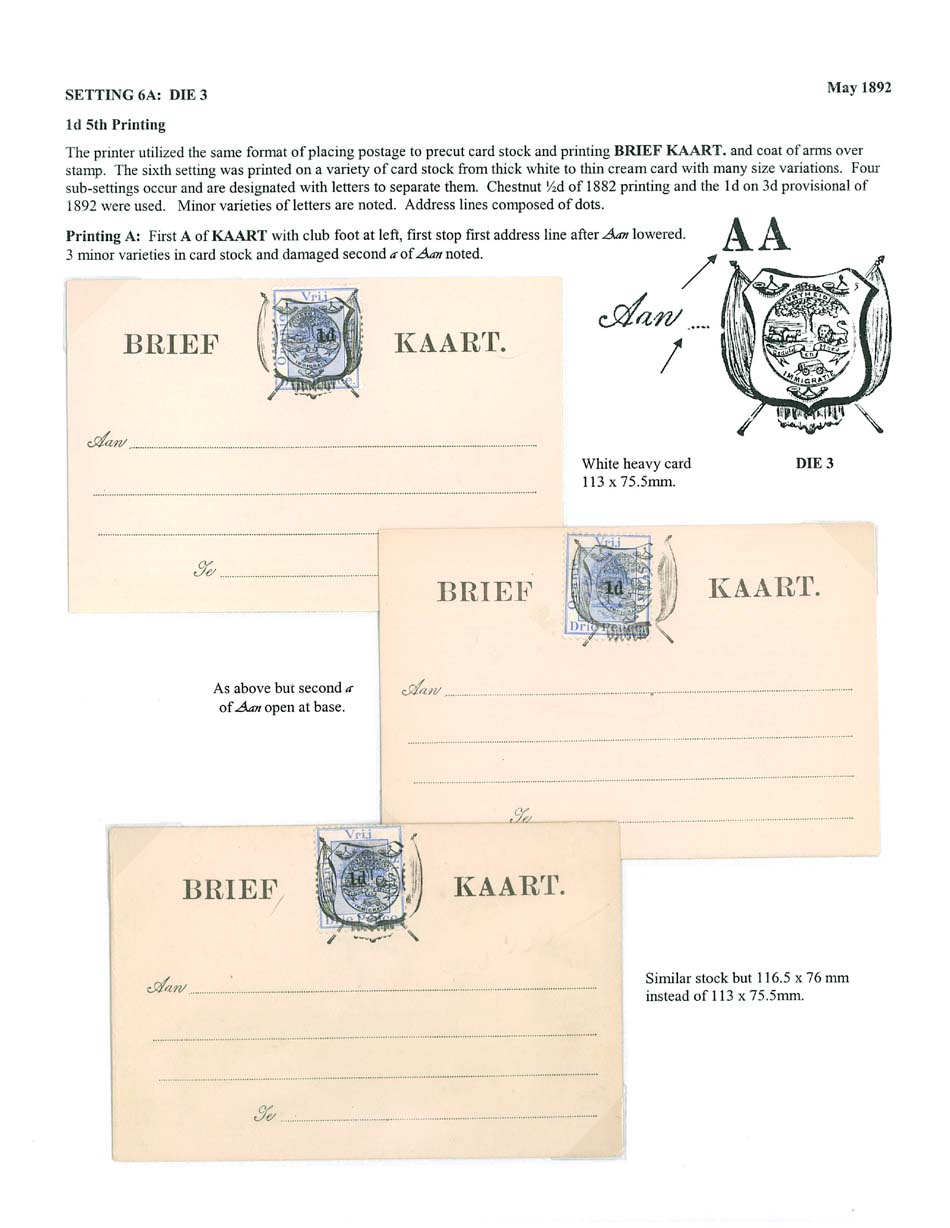 May 1892
SETTING 6A: DIE 3
1d 5th Printing
The printer utilized the same format of placing postage to precut card stock and printing BRIEF KAART. and coat of arms over
stamp. The sixth setting was printed on a variety of card stock from thick white to thin cream card with many size variations. Four
sub-settings occur and are designated with letters to separate them. Chestnut ½d of 1882 printing and the 1d on 3d provisional of
1892 were used. Minor varieties of letters are noted. Address lines composed of dots.
Printing A: First A of KAART with club foot at left, first stop first address line after Aan lowered.
3 minor varieties in card stock and damaged second a of Aan noted.
A A
Aan ....
VRYHEID
Geduld en Moed
IMMIGRATIE
White heavy card
113 x 75.5mm.
DIE 3
Vrij
1d
IMMIGRATIE
BRIEF KAART.
Aan
Te
Vrij
1d
Drie Pence
BRIEF KAART.
Aan
Te
As above but second a
of Aan open at base.
Vrij
1d
IMMIGRATIE
Drie Pence
BRIEF KAART.
Aan
Te
Similar stock but 116.5 x 76 mm
instead of 113 x 75.5mm.